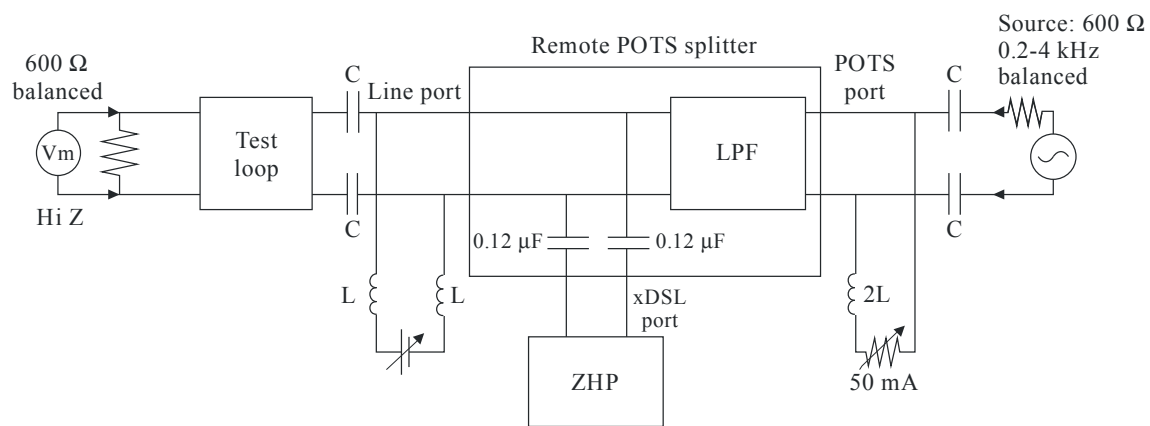 Source: 600 Ω
0.2-4 kHz
balanced
Remote POTS splitter
600 Ω
balanced
C
Line port
POTS
port
C
Vm
Test
loop
LPF
Hi Z
C
C
0.12 µF
0.12 µF
L
L
xDSL
port
2L
ZHP
50 mA